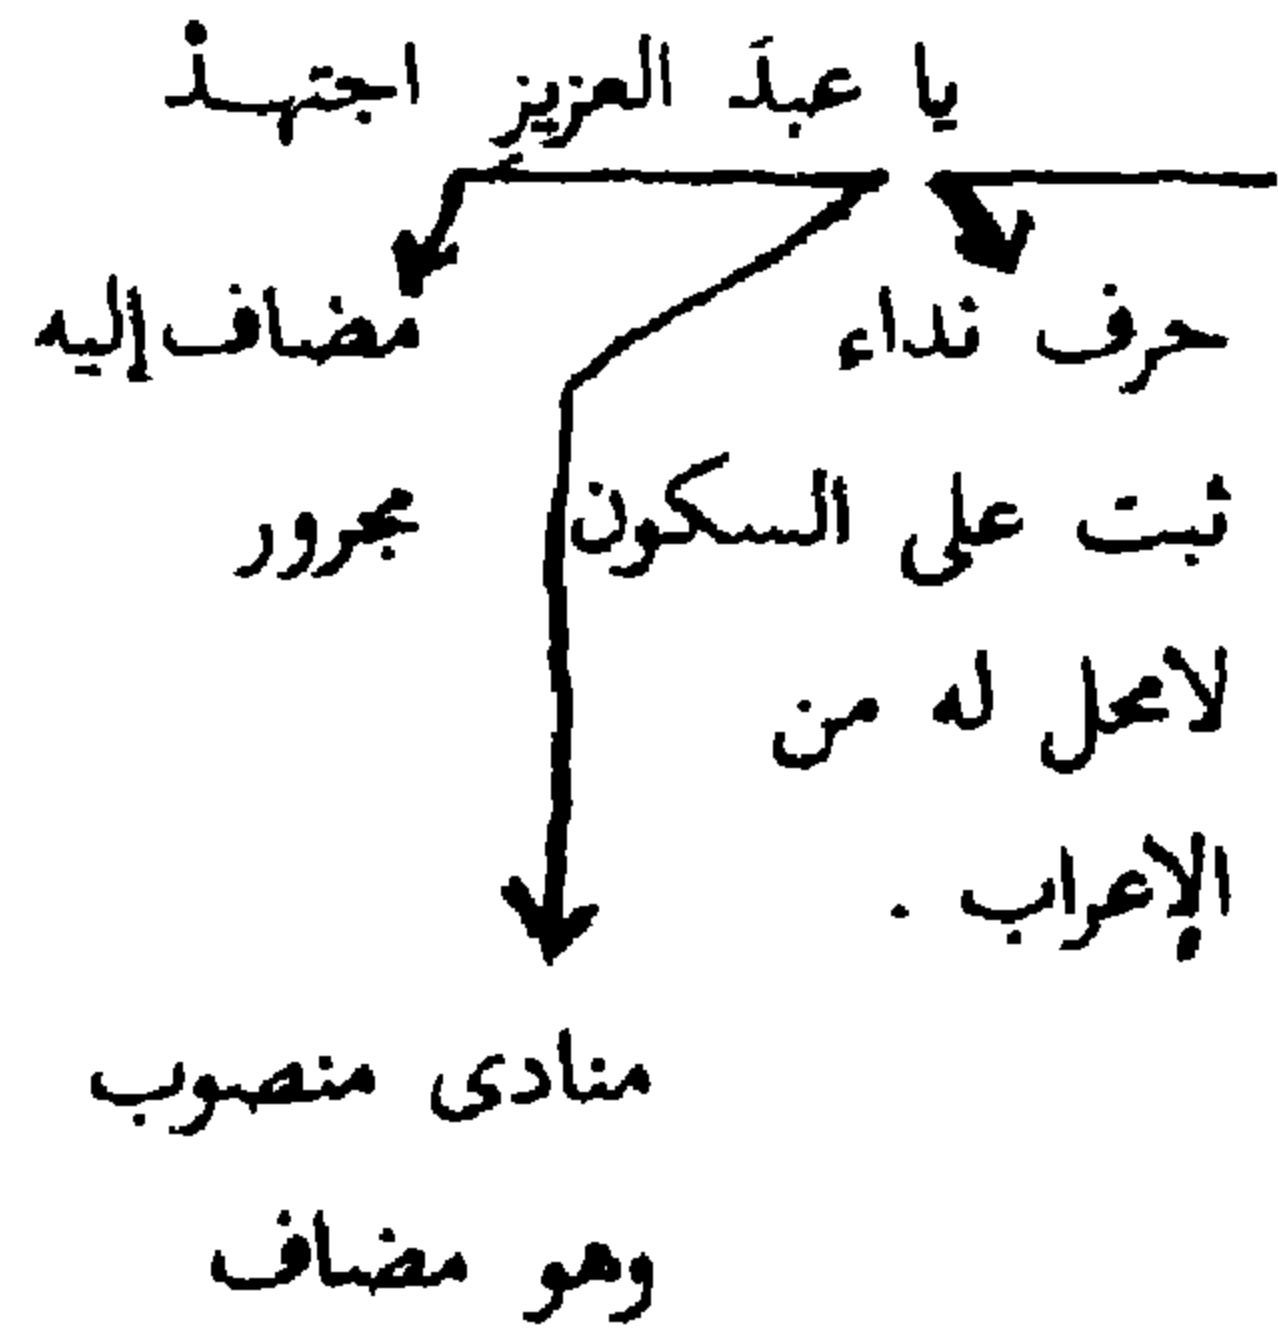 يا عبدَ العزيزِ اجتهدْ
حرف نداء
ثبت على السكون
لامحل له من
الإعراب .
مضاف إليه
مجرور
منادى منصوب
وهو مضاف